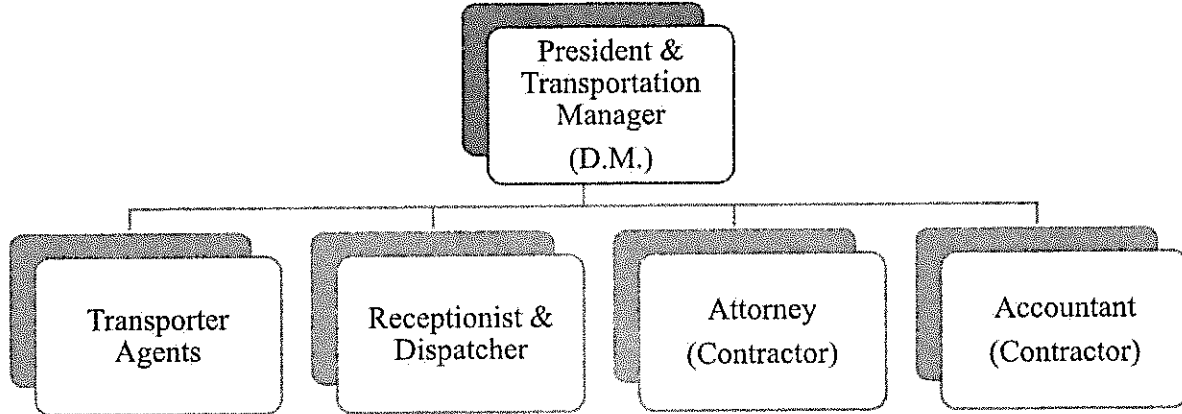 President &
Transportation
Manager
(D.M.)
Transporter
Agents
Receptionist &
Dispatcher
Attorney
(Contractor)
Accountant
(Contractor)